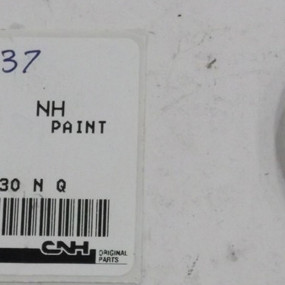 37
NH
PAINT
30 N Q
CNH ORIGINAL
PARTS